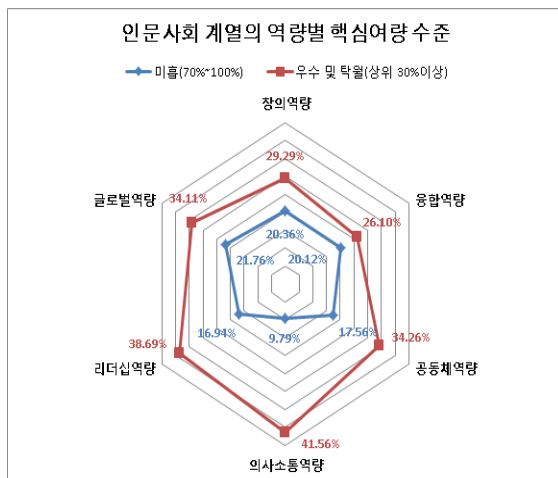 인문사회 계열의 역량별 핵심여량 수준
미흡(70%~100%) 우수 및 탁월(상위 30%이상)
창의역량
29.29%
글로벌역량 34.11% 융합역량
26.10%
20.36%
21.76% 20.12%
38.69% 16.94% 17.56% 34.26%
9.79%
리더십역량 공동체역량
41.56%
의사소통역량